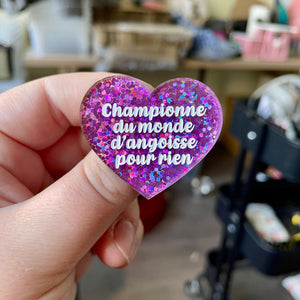 Championne
du monde
d'angoisse
pour rien